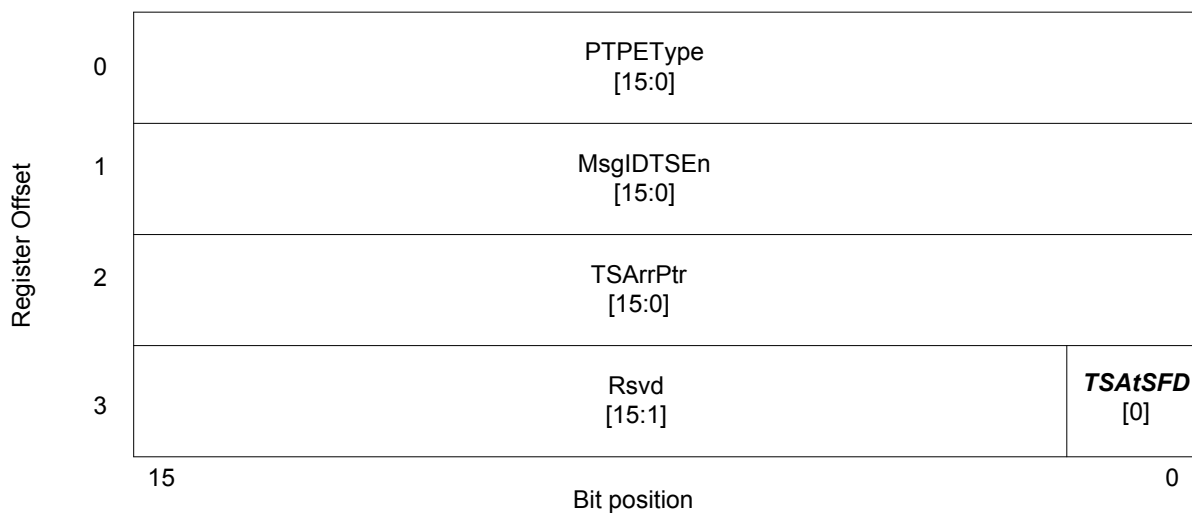 0
PTPEType
[15:0]
1
MsgIDTSEn
[15:0]
Register Offset
2
TSArrPtr
[15:0]
3
Rsvd
[15:1]
TSAtSFD
[0]
15
0
Bit position